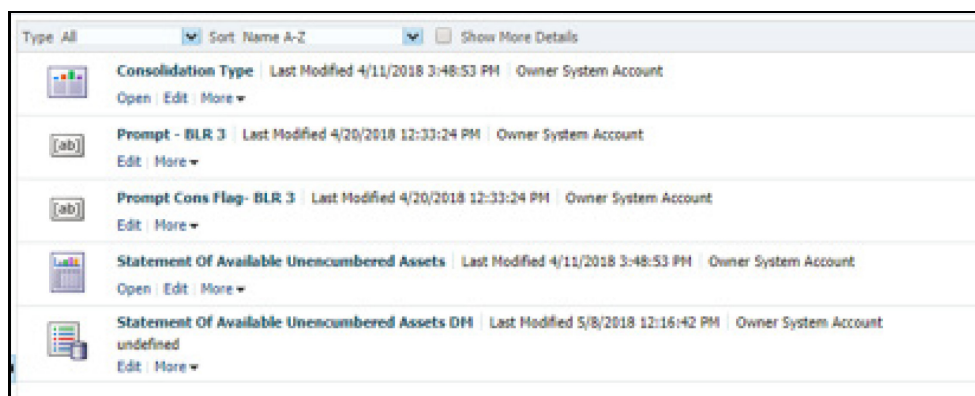 Type All Sort Name A-Z Show More Details
Consolidation Type | Last Modified 4/11/2018 3:48:53 PM | Owner System Account
Open | Edit | More
[ab] Prompt - BLR 3 | Last Modified 4/20/2018 12:33:24 PM | Owner System Account
Edit | More
[ab] Prompt Cons Flag- BLR 3 | Last Modified 4/20/2018 12:33:24 PM | Owner System Account
Edit | More
Statement Of Available Unencumbered Assets | Last Modified 4/11/2018 3:48:53 PM | Owner System Account
Open | Edit | More
Statement Of Available Unencumbered Assets DM | Last Modified 5/8/2018 12:16:42 PM | Owner System Account
undefined
Edit | More